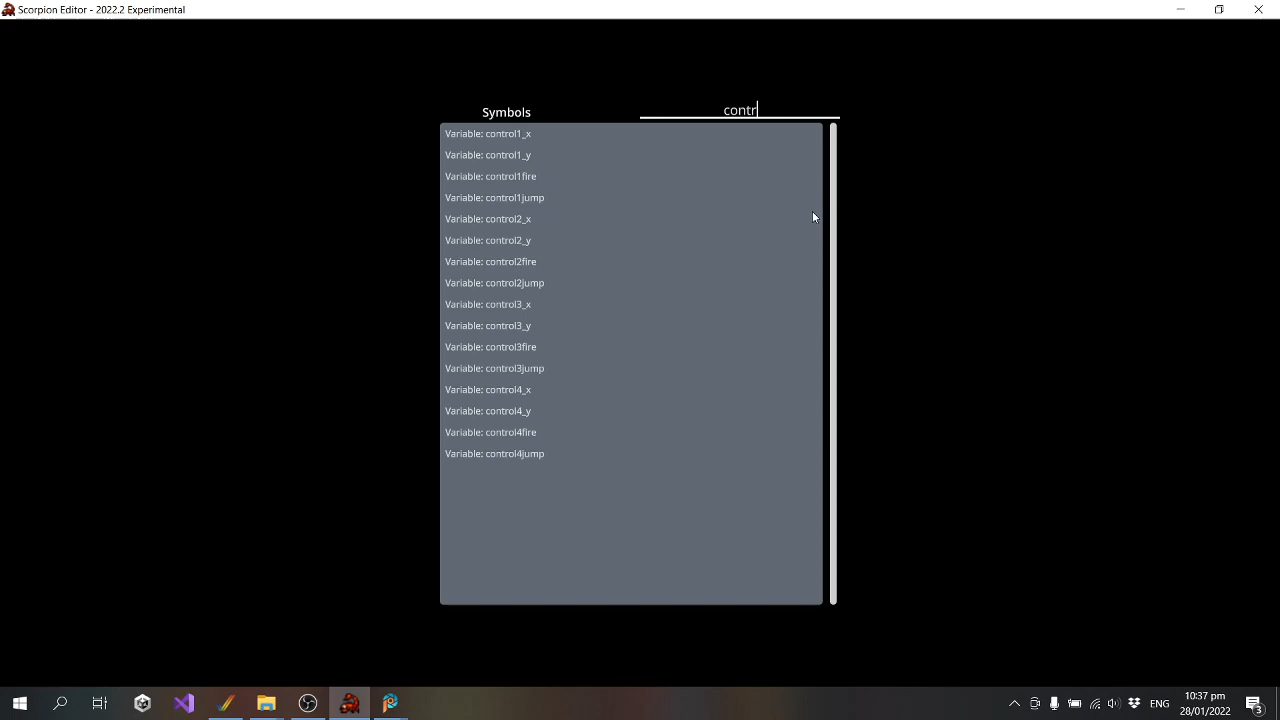 Scorpion Editor - 2022.2 Experimental
Symbols
contr
Variable: control1_x
Variable: control1_y
Variable: control1fire
Variable: control1jump
Variable: control2_x
Variable: control2_y
Variable: control2fire
Variable: control2jump
Variable: control3_x
Variable: control3_y
Variable: control3fire
Variable: control3jump
Variable: control4_x
Variable: control4_y
Variable: control4fire
Variable: control4jump
ENG
10:37 pm
28/01/2022
3